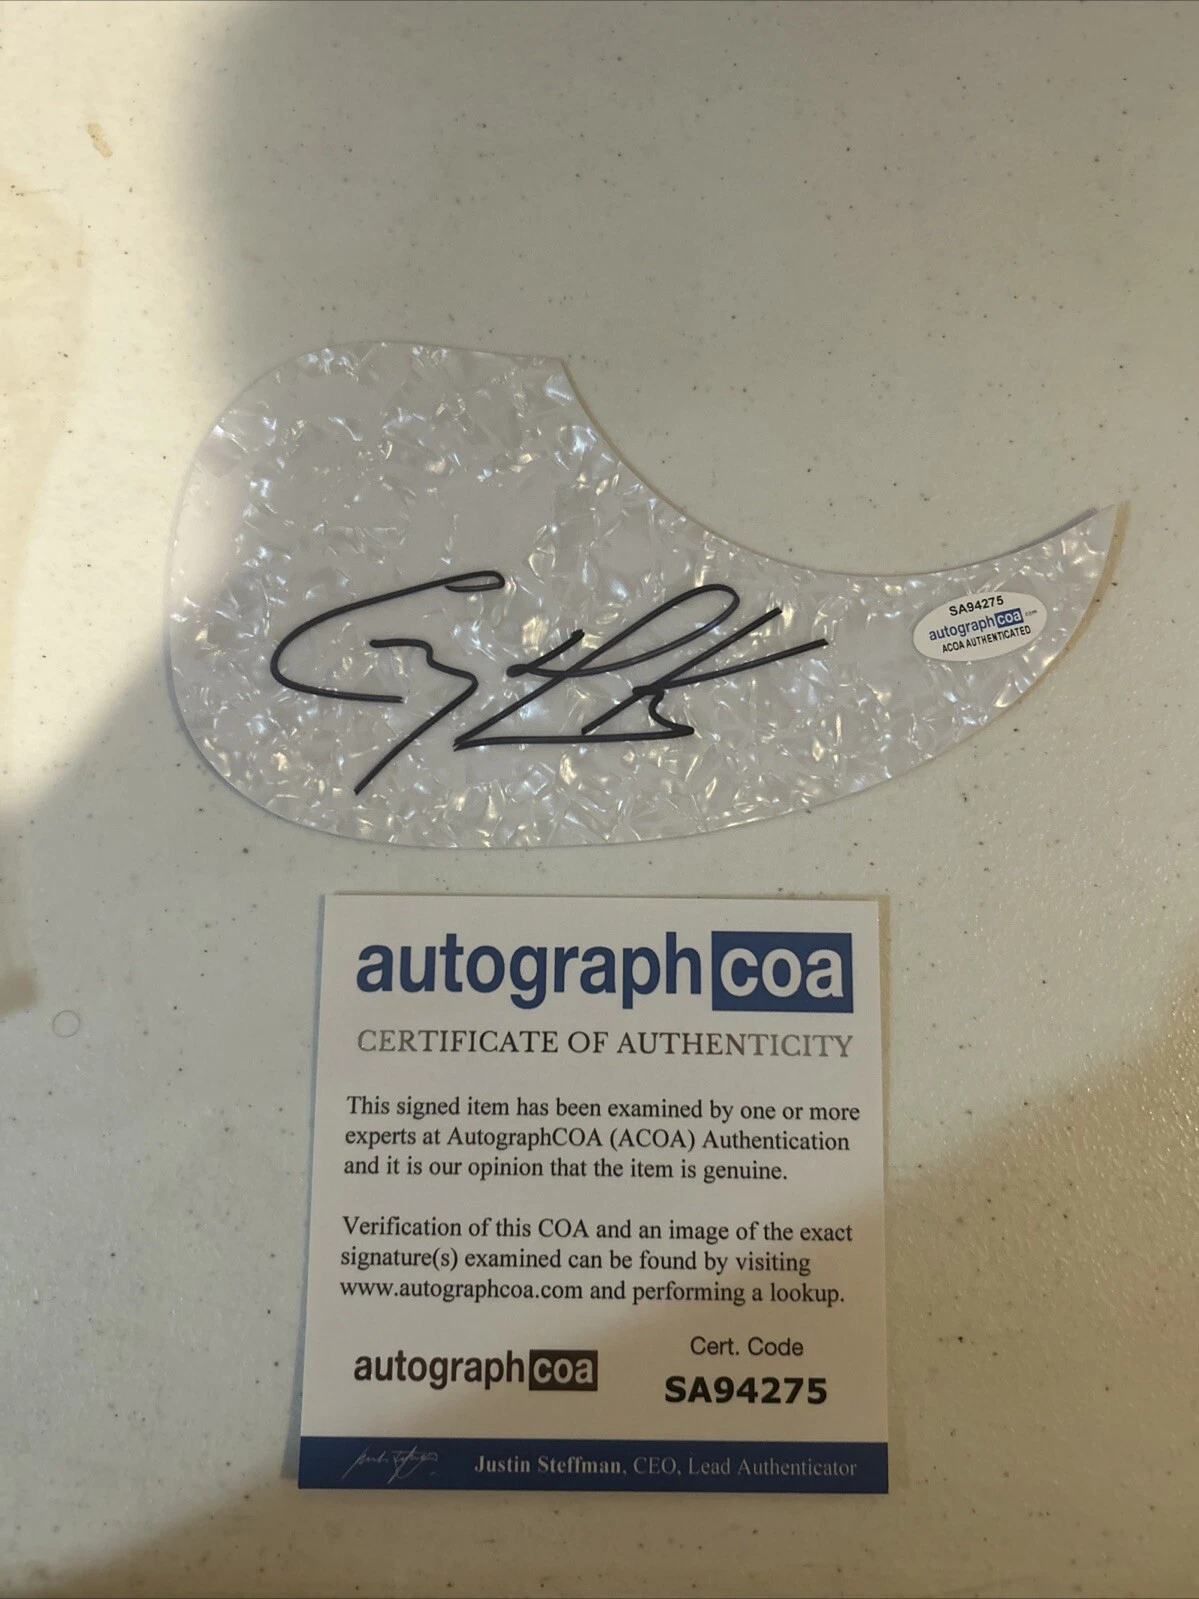 SA94275
autographcoa.com
ACOA AUTHENTICATED
autographcoa
CERTIFICATE OF AUTHENTICITY
This signed item has been examined by one or more
experts at AutographCOA (ACOA) Authentication
and it is our opinion that the item is genuine.
Verification of this COA and an image of the exact
signature(s) examined can be found by visiting
www.autographcoa.com and performing a lookup.
autographcoa
Cert. Code
SA94275
Justin Steffman, CEO, Lead Authenticator